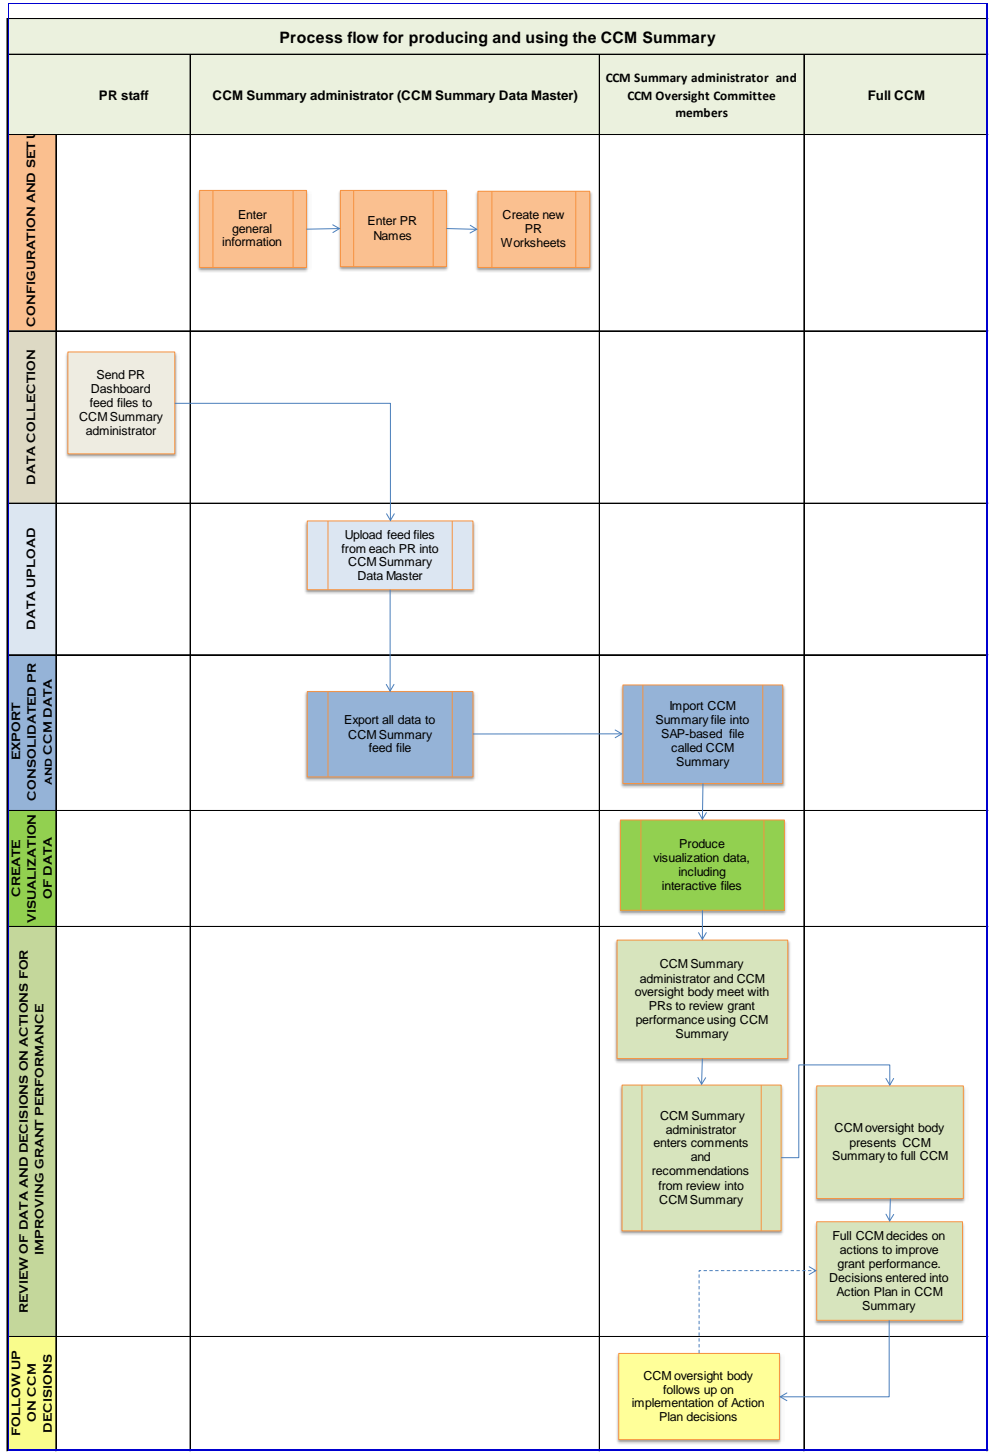 Process flow for producing and using the CCM Summary
PR staff
CCM Summary administrator (CCM Summary Data Master)
CCM Summary administrator and
CCM Oversight Committee
members
Full CCM
CONFIGURATION AND SET U
Enter
general
information
Enter PR
Names
Create new
PR
Worksheets
DATA COLLECTION
Send PR
Dashboard
feed files to
CCM Summary
administrator
DATA UPLOAD
Upload feed files
from each PR into
CCM Summary
Data Master
EXPORT
CONSOLIDATED PR
AND CCM DATA
Export all data to
CCM Summary
feed file
Import CCM
Summary file into
SAP-based file
called CCM
Summary
CREATE
VISUALIZATION
OF DATA
Produce
visualization data,
including
interactive files
REVIEW OF DATA AND DECISIONS ON ACTIONS FOR
IMPROVING GRANT PERFORMANCE
CCM Summary
administrator and CCM
oversight body meet with
PRs to review grant
performance using CCM
Summary
CCM Summary
administrator
enters comments
and
recommendations
from review into
CCM Summary
CCM oversight body
presents CCM
Summary to full CCM
Full CCM decides on
actions to improve
grant performance.
Decisions entered into
Action Plan in CCM
Summary
FOLLOW UP
ON CCM
DECISIONS
CCM oversight body
follows up on
implementation of Action
Plan decisions